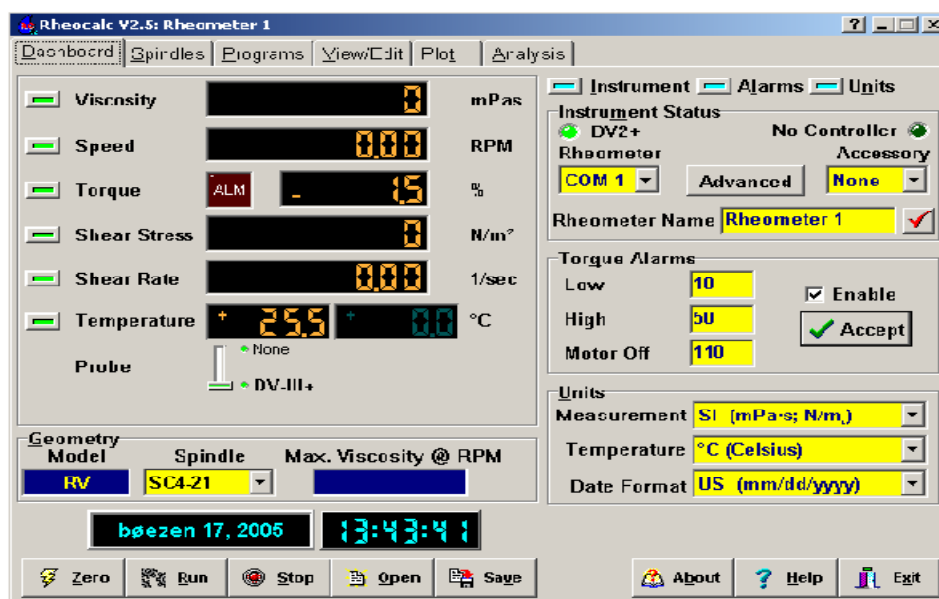 Rheocalc V2.5: Rheometer 1
Dashboard Spindles Programs View/Edit Plot Analysis
Viscosity 0 mPas
Speed 0.00 RPM
Torque ALM - 1.5 %
Shear Stress 0 N/m²
Shear Rate 0.00 1/sec
Temperature + 25.5 + 0.0 °C
Probe
None
DV-III+
Geometry
Model Spindle Max. Viscosity @ RPM
RV SC4-21
bøezen 17, 2005 13:43:41
Instrument Alarms Units
Instrument Status
DV2+ No Controller
Rheometer Accessory
COM 1 Advanced None
Rheometer Name Rheometer 1
Torque Alarms
Low 10
Enable
High 50
Accept
Motor Off 110
Units
Measurement SI (mPa·s; N/m,)
Temperature °C (Celsius)
Date Format US (mm/dd/yyyy)
Zero Run Stop Open Save About Help Exit